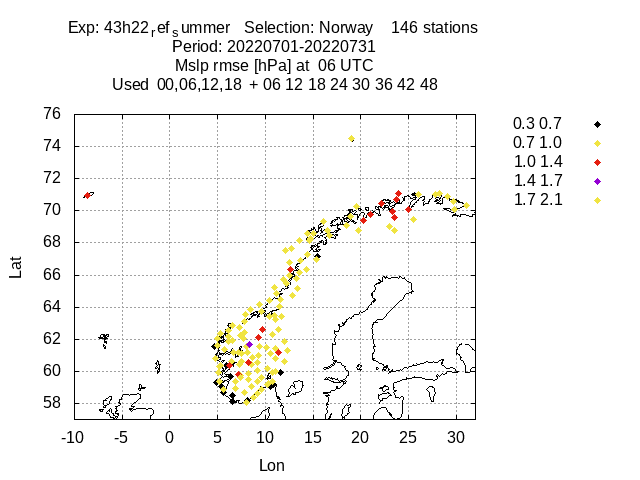 Exp: 43h22refsummer Selection: Norway 146 stations
Period: 20220701-20220731
Mslp rmse [hPa] at 06 UTC
Used 00,06,12,18 + 06 12 18 24 30 36 42 48
76
74
72
70
68
66
64
62
60
58
Lat
-10 -5 0 5 10 15 20 25 30
Lon
0.3 0.7
0.7 1.0
1.0 1.4
1.4 1.7
1.7 2.1